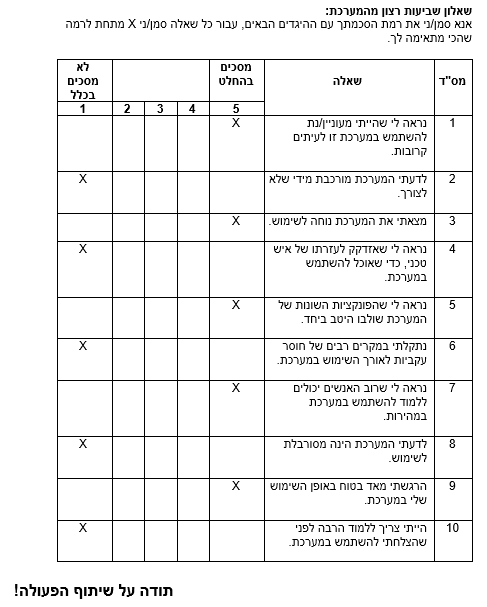 שאלון שביעות רצון מהמערכת:
אנא סמן/ני את רמת הסכמתך עם ההיגדים הבאים, עבור כל שאלה סמן/ני X מתחת לרמה
שהכי מתאימה לך.
מס"ד שאלה מסכים בהחלט לא מסכים בכלל
5 4 3 2 1
1 נראה לי שהייתי מעוניין/נת X
להשתמש במערכת זו לעיתים
קרובות.
2 לדעתי המערכת מורכבת מידי שלא X
לצורך.
3 מצאתי את המערכת נוחה לשימוש. X
4 נראה לי שאזדקק לעזרתו של איש X
טכני, כדי שאוכל להשתמש
במערכת.
5 נראה לי שהפונקציות השונות של X
המערכת שולבו היטב ביחד.
6 נתקלתי במקרים רבים של חוסר X
עקביות לאורך השימוש במערכת.
7 נראה לי שרוב האנשים יכולים X
ללמוד להשתמש במערכת
במהירות.
8 לדעתי המערכת הינה מסורבלת X
לשימוש.
9 הרגשתי מאד בטוח באופן השימוש X
שלי במערכת.
10 הייתי צריך ללמוד הרבה לפני X
שהצלחתי להשתמש במערכת.
תודה על שיתוף הפעולה!